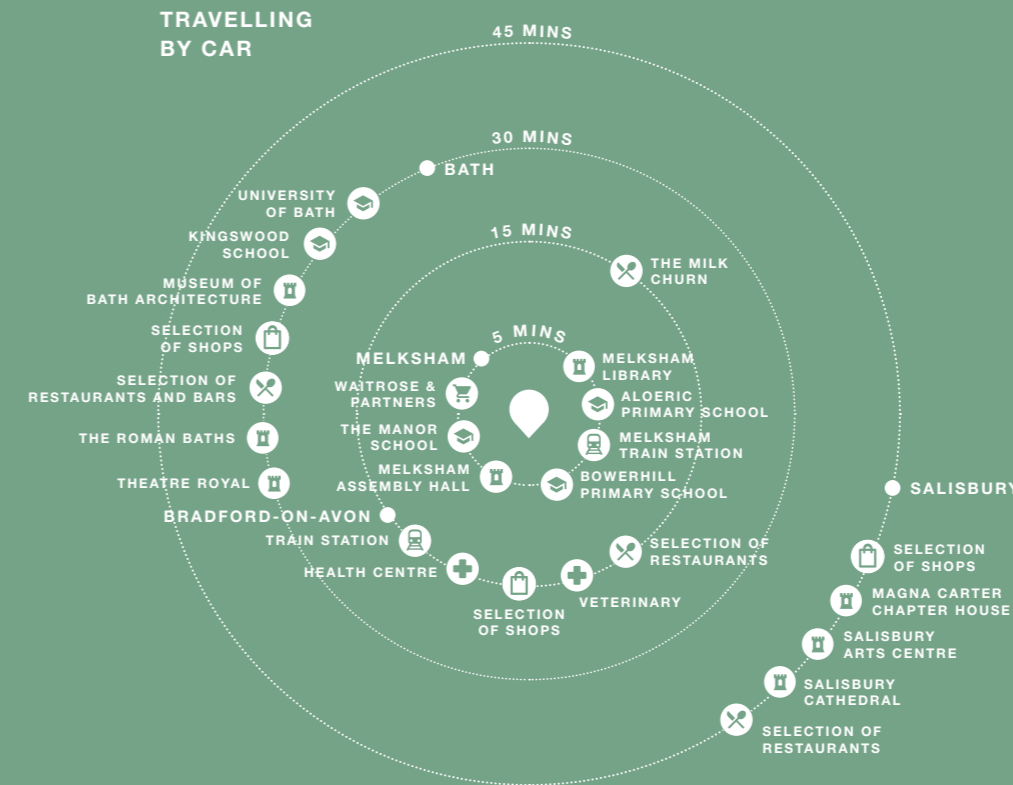 TRAVELLING
BY CAR
45 MINS
30 MINS
BATH
UNIVERSITY
OF BATH
KINGSWOOD
SCHOOL
MUSEUM OF
BATH ARCHITECTURE
SELECTION
OF SHOPS
SELECTION OF
RESTAURANTS AND BARS
THE ROMAN BATHS
THEATRE ROYAL
15 MINS
THE MILK
CHURN
BRADFORD-ON-AVON
TRAIN STATION
HEALTH CENTRE
SELECTION
OF SHOPS
VETERINARY
SELECTION OF
RESTAURANTS
5 MINS
MELKSHAM
WAITROSE &
PARTNERS
THE MANOR
SCHOOL
MELKSHAM
ASSEMBLY HALL
MELKSHAM
LIBRARY
ALOERIC
PRIMARY SCHOOL
MELKSHAM
TRAIN STATION
BOWERHILL
PRIMARY SCHOOL
SALISBURY
SELECTION
OF SHOPS
MAGNA CARTER
CHAPTER HOUSE
SALISBURY
ARTS CENTRE
SALISBURY
CATHEDRAL
SELECTION OF
RESTAURANTS